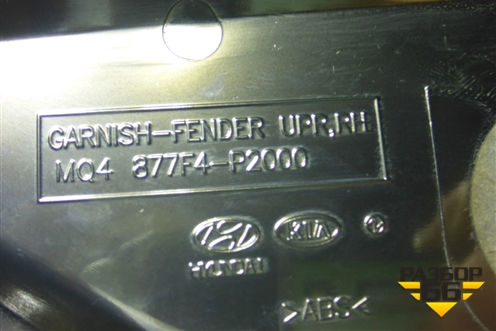 GARNISH-FENDER UPR,RH
MQ4 877F4-P2000
HYUNDAI
KIA
>ABS<
РАЗБОР
66